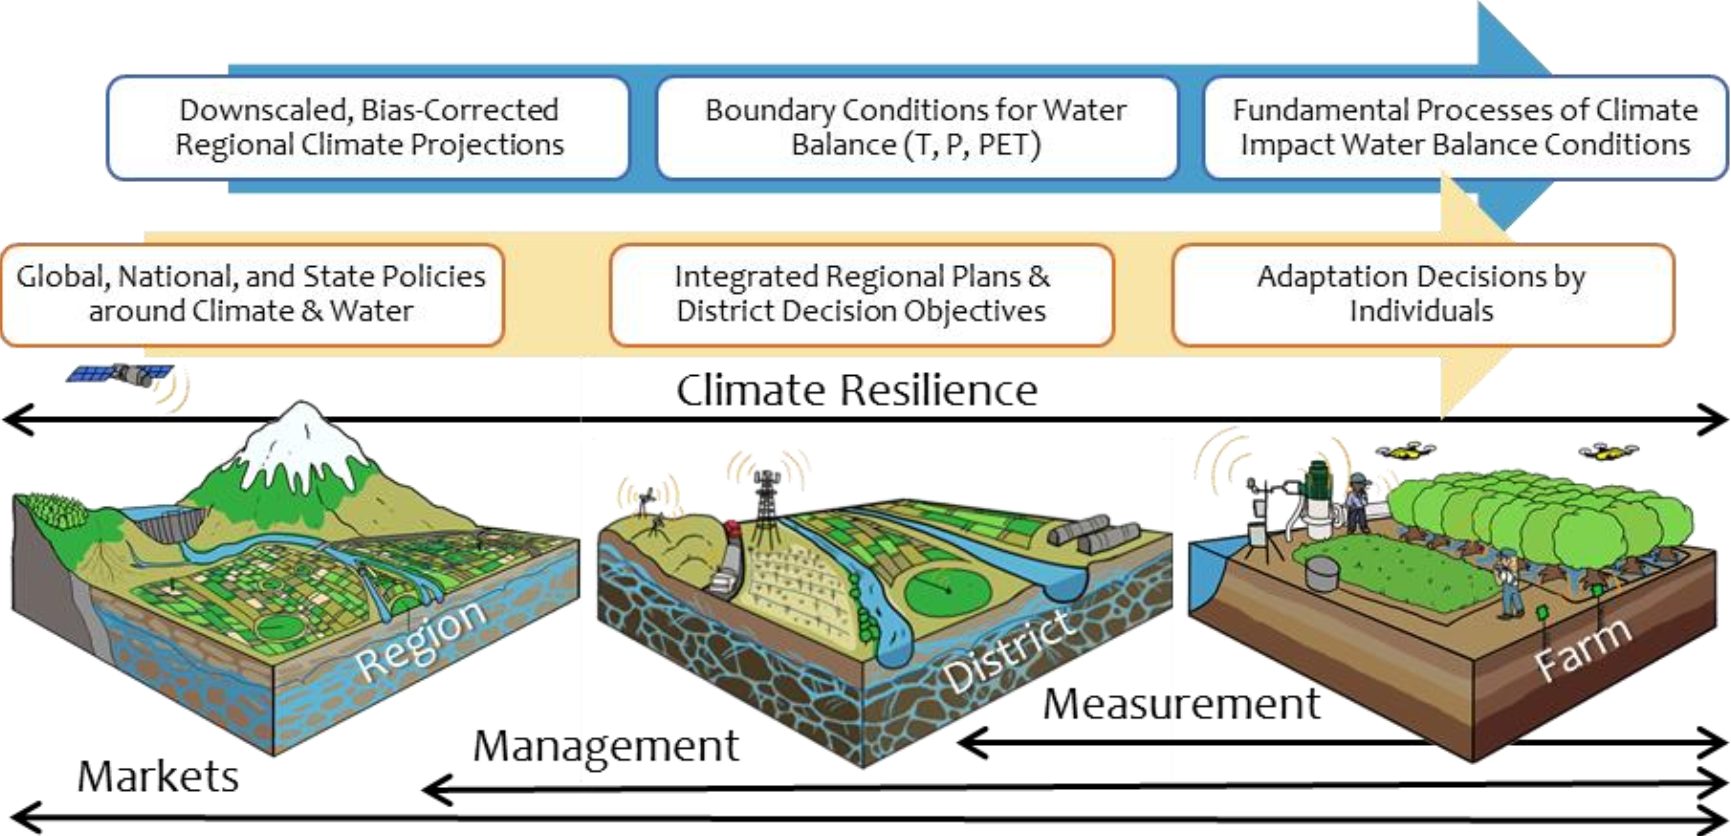 Downscaled, Bias-Corrected
Regional Climate Projections
Boundary Conditions for Water
Balance (T, P, PET)
Fundamental Processes of Climate
Impact Water Balance Conditions
Global, National, and State Policies
around Climate & Water
Integrated Regional Plans &
District Decision Objectives
Adaptation Decisions by
Individuals
Climate Resilience
Region
District
Farm
Measurement
Management
Markets